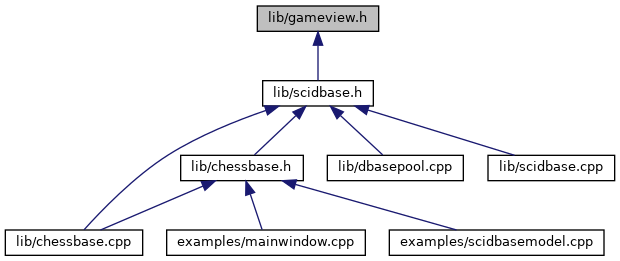 lib/gameview.h
lib/scidbase.h
lib/chessbase.h
lib/dbasepool.cpp
lib/scidbase.cpp
lib/chessbase.cpp
examples/mainwindow.cpp
examples/scidbasemodel.cpp